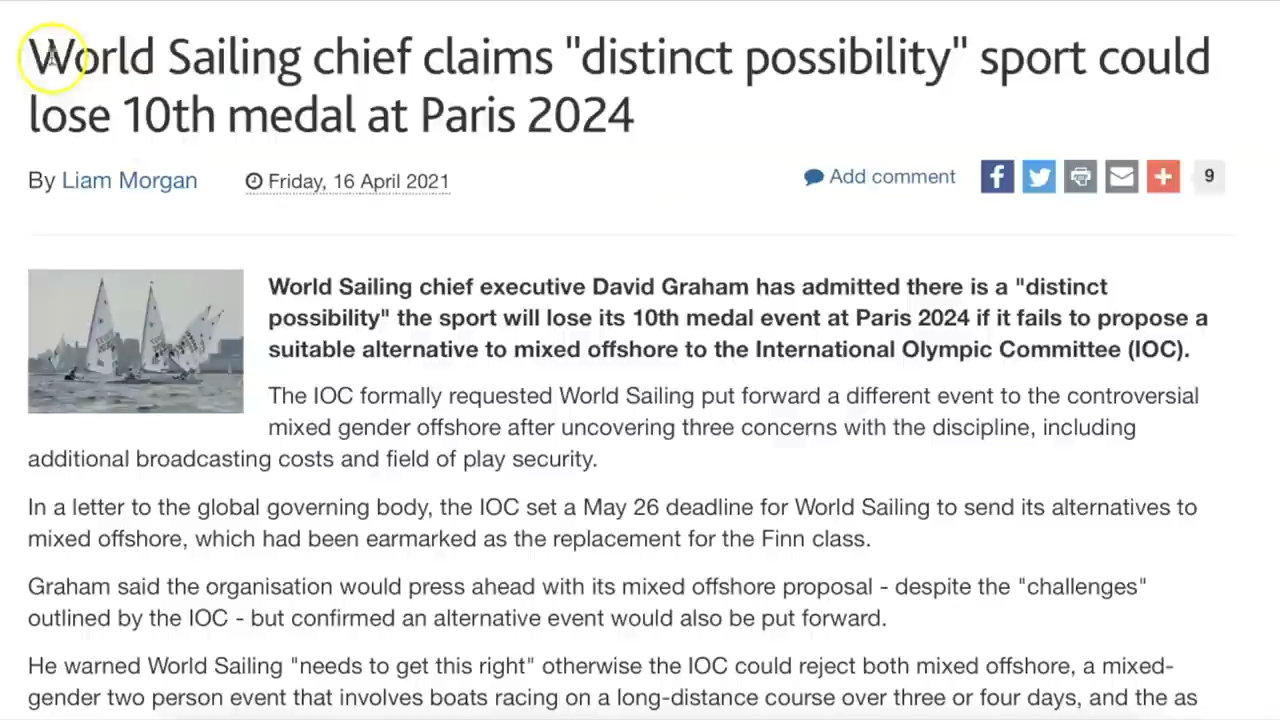 World Sailing chief claims "distinct possibility" sport could
lose 10th medal at Paris 2024
By Liam Morgan Friday, 16 April 2021 Add comment 9
World Sailing chief executive David Graham has admitted there is a "distinct
possibility" the sport will lose its 10th medal event at Paris 2024 if it fails to propose a
suitable alternative to mixed offshore to the International Olympic Committee (IOC).
The IOC formally requested World Sailing put forward a different event to the controversial
mixed gender offshore after uncovering three concerns with the discipline, including
additional broadcasting costs and field of play security.
In a letter to the global governing body, the IOC set a May 26 deadline for World Sailing to send its alternatives to
mixed offshore, which had been earmarked as the replacement for the Finn class.
Graham said the organisation would press ahead with its mixed offshore proposal - despite the "challenges"
outlined by the IOC - but confirmed an alternative event would also be put forward.
He warned World Sailing "needs to get this right" otherwise the IOC could reject both mixed offshore, a mixed-
gender two person event that involves boats racing on a long-distance course over three or four days, and the as